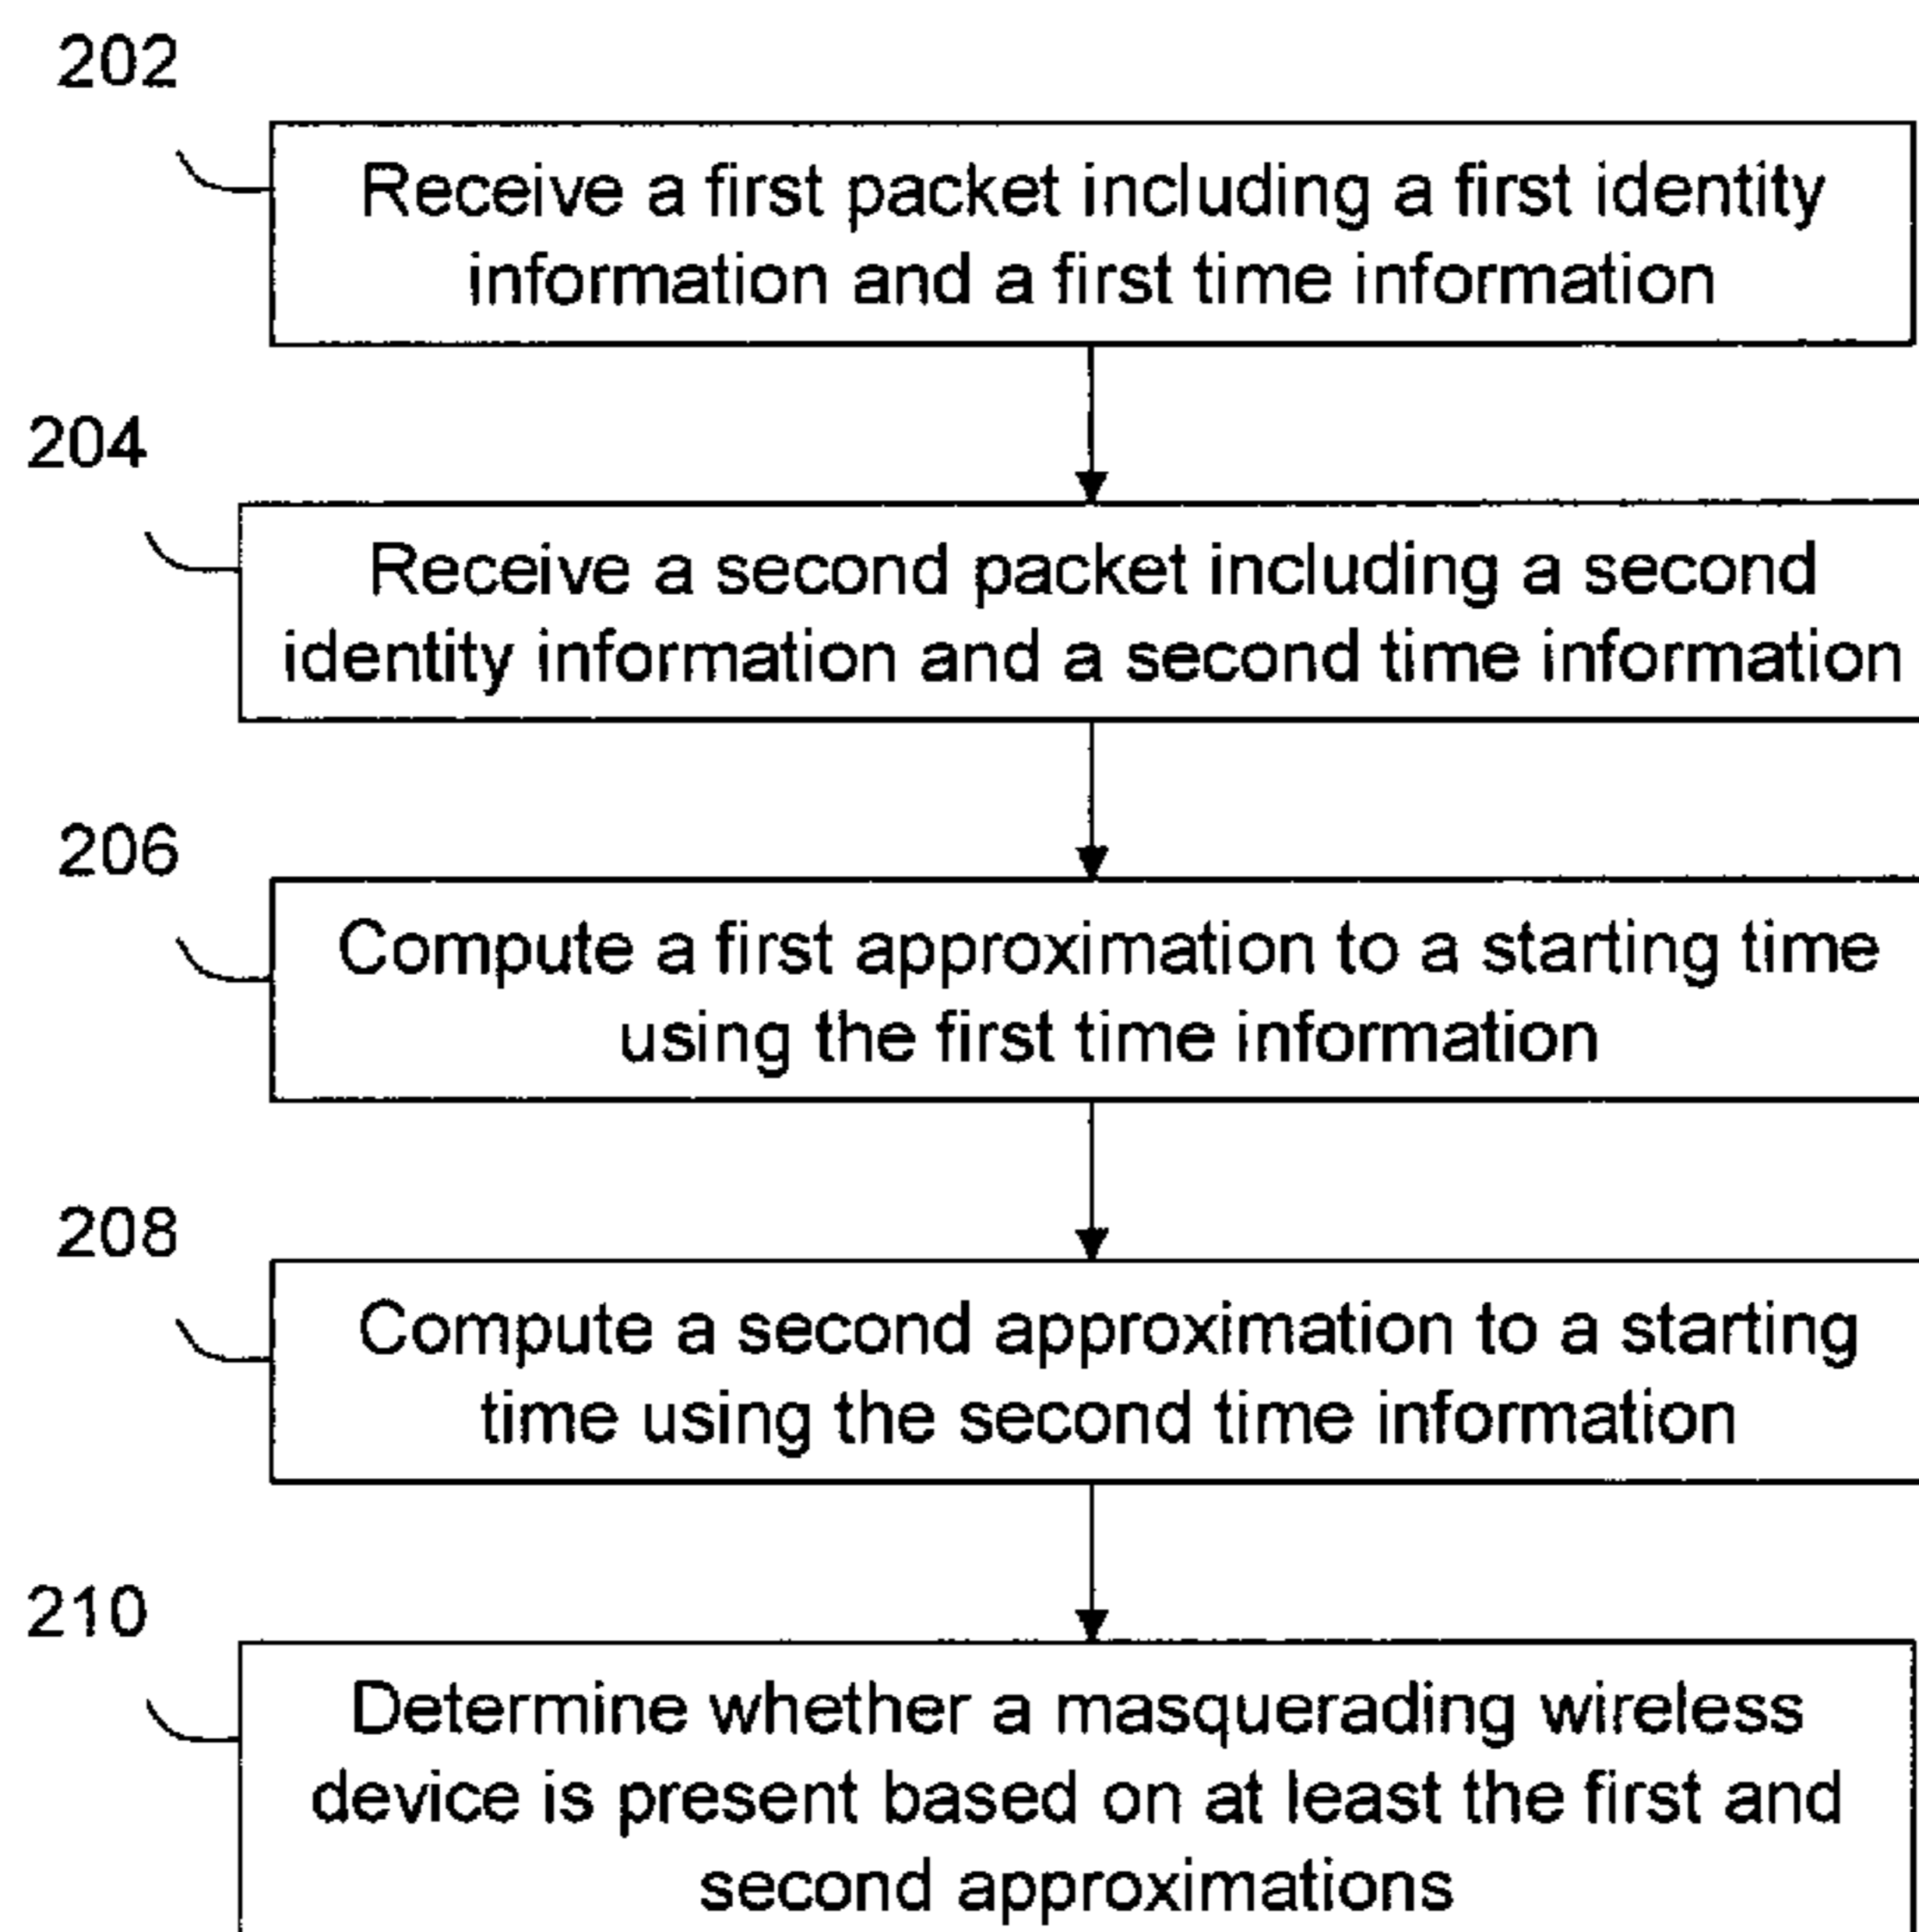 202
Receive a first packet including a first identity
information and a first time information
204
Receive a second packet including a second
identity information and a second time information
206
Compute a first approximation to a starting time
using the first time information
208
Compute a second approximation to a starting
time using the second time information
210
Determine whether a masquerading wireless
device is present based on at least the first and
second approximations